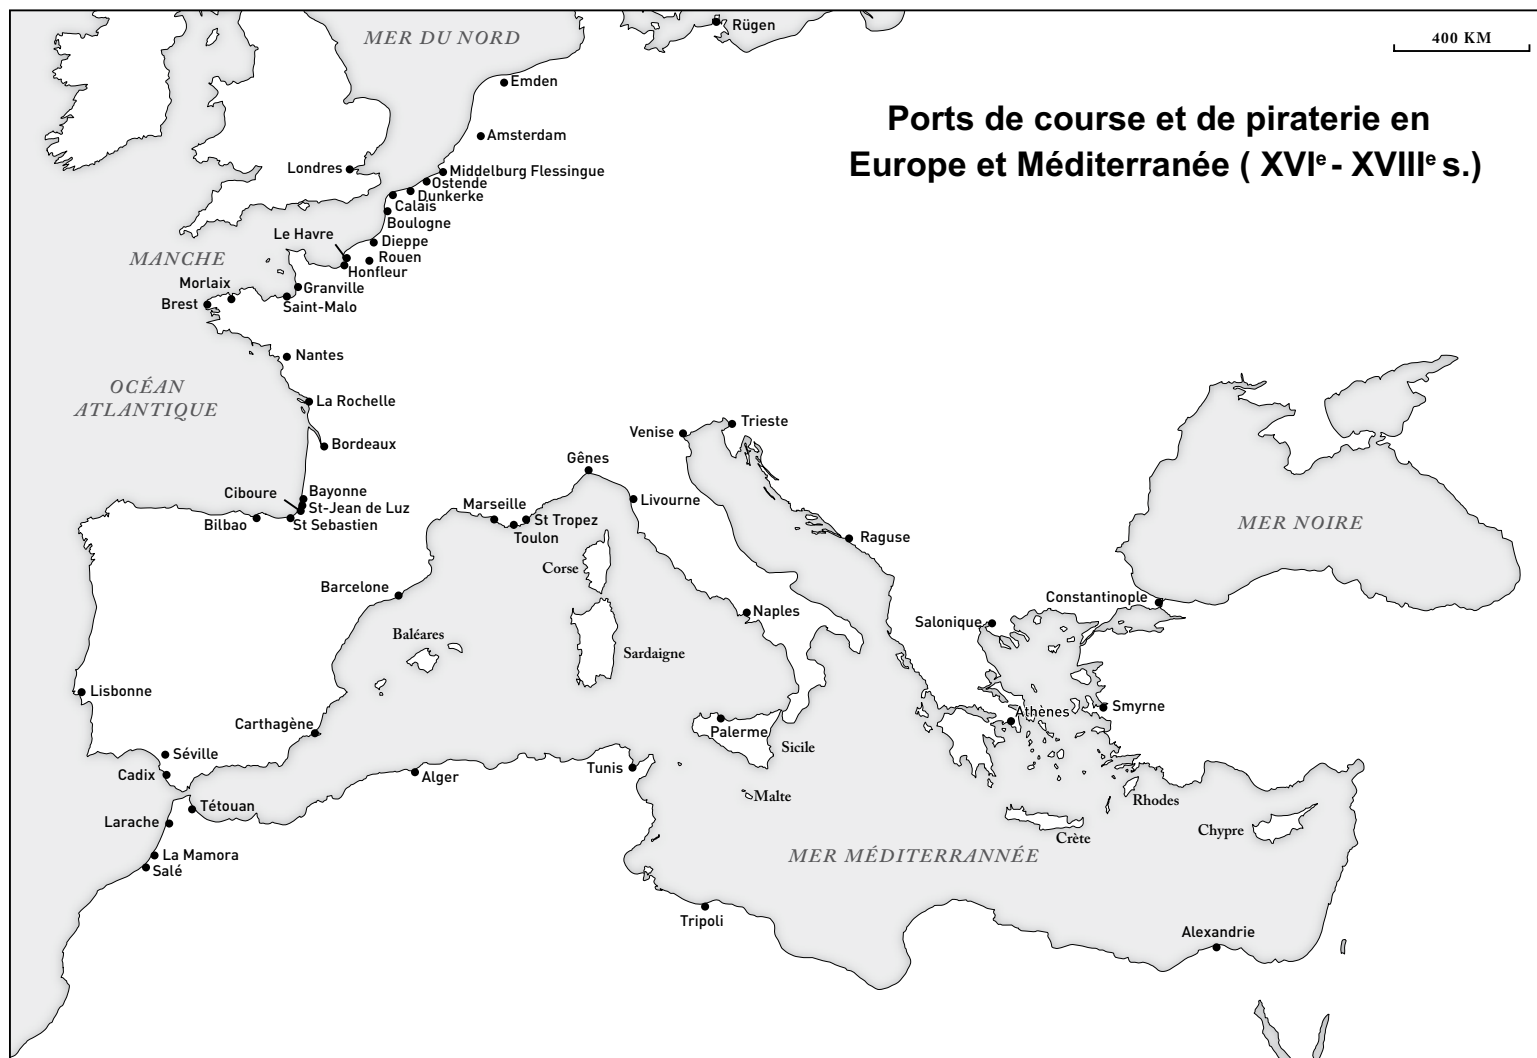 MER DU NORD
Rügen
400 KM
Emden
Ports de course et de piraterie en
Europe et Méditerranée ( XVIe - XVIIIe s.)
Amsterdam
Londres
Middelburg Flessingue
Ostende
Dunkerke
Calais
Boulogne
Le Havre
Dieppe
Rouen
Honfleur
MANCHE
Morlaix
Granville
Brest
Saint-Malo
Nantes
OCÉAN
ATLANTIQUE
La Rochelle
Bordeaux
Venise
Trieste
Gênes
Ciboure
Bayonne
St-Jean de Luz
Bilbao
St Sebastien
Marseille
St Tropez
Toulon
Livourne
MER NOIRE
Raguse
Corse
Barcelone
Constantinople
Naples
Salonique
Baléares
Sardaigne
Lisbonne
Athènes
Smyrne
Carthagène
Palerme
Sicile
Séville
Cadix
Alger
Tunis
Malte
Rhodes
Tétouan
Larache
Crète
Chypre
La Mamora
Salé
MER MÉDITERRANNÉE
Tripoli
Alexandrie